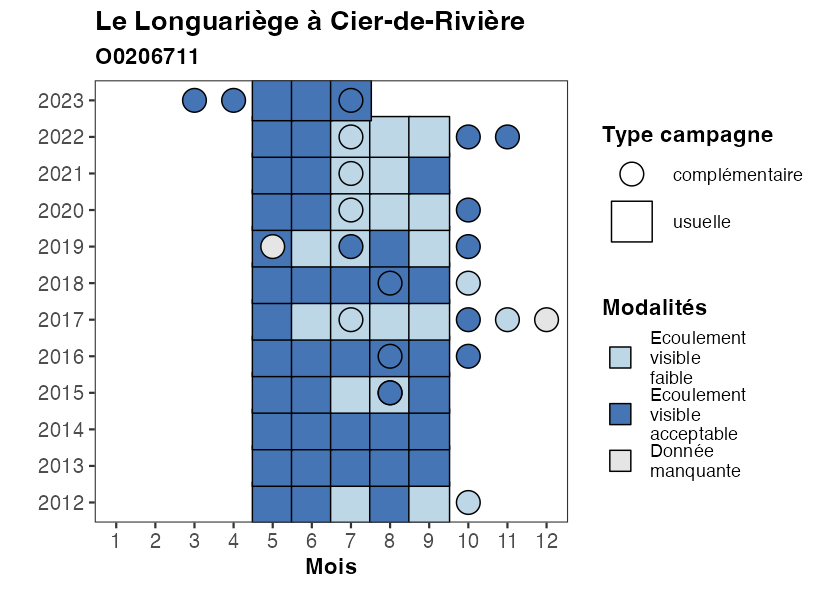 Le Longuariège à Cier-de-Rivière
O0206711
2023
2022
2021
2020
2019
2018
2017
2016
2015
2014
2013
2012
1 2 3 4 5 6 7 8 9 10 11 12
Mois
Type campagne
complémentaire
usuelle
Modalités
Ecoulement
visible
faible
Ecoulement
visible
acceptable
Donnée
manquante